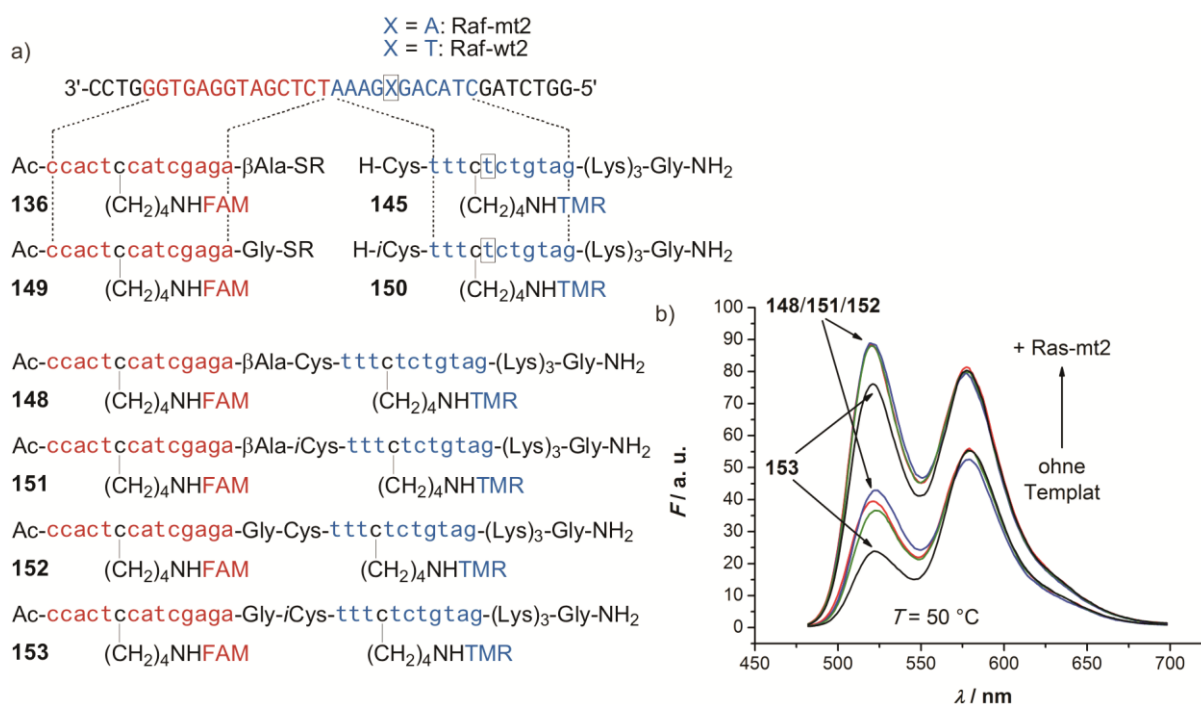 X = A: Raf-mt2
X = T: Raf-wt2
a)
3'-CCTGGGTGAGGTAGCTCTAAAGXGACATCGATCTGG-5'
Ac-ccactccatcgaga-βAla-SR
136 (CH2)4NHFAM
H-Cys-tttctctgtag-(Lys)3-Gly-NH2
145 (CH2)4NHTMR
Ac-ccactccatcgaga-Gly-SR
149 (CH2)4NHFAM
H-iCys-tttctctgtag-(Lys)3-Gly-NH2
150 (CH2)4NHTMR
Ac-ccactccatcgaga-βAla-Cys-tttctctgtag-(Lys)3-Gly-NH2
148 (CH2)4NHFAM (CH2)4NHTMR
Ac-ccactccatcgaga-βAla-iCys-tttctctgtag-(Lys)3-Gly-NH2
151 (CH2)4NHFAM (CH2)4NHTMR
Ac-ccactccatcgaga-Gly-Cys-tttctctgtag-(Lys)3-Gly-NH2
152 (CH2)4NHFAM (CH2)4NHTMR
Ac-ccactccatcgaga-Gly-iCys-tttctctgtag-(Lys)3-Gly-NH2
153 (CH2)4NHFAM (CH2)4NHTMR
b)
148/151/152
+ Ras-mt2
153
ohne
Templat
T = 50 °C
F / a. u.
100
90
80
70
60
50
40
30
20
10
0
450 500 550 600 650 700
λ / nm